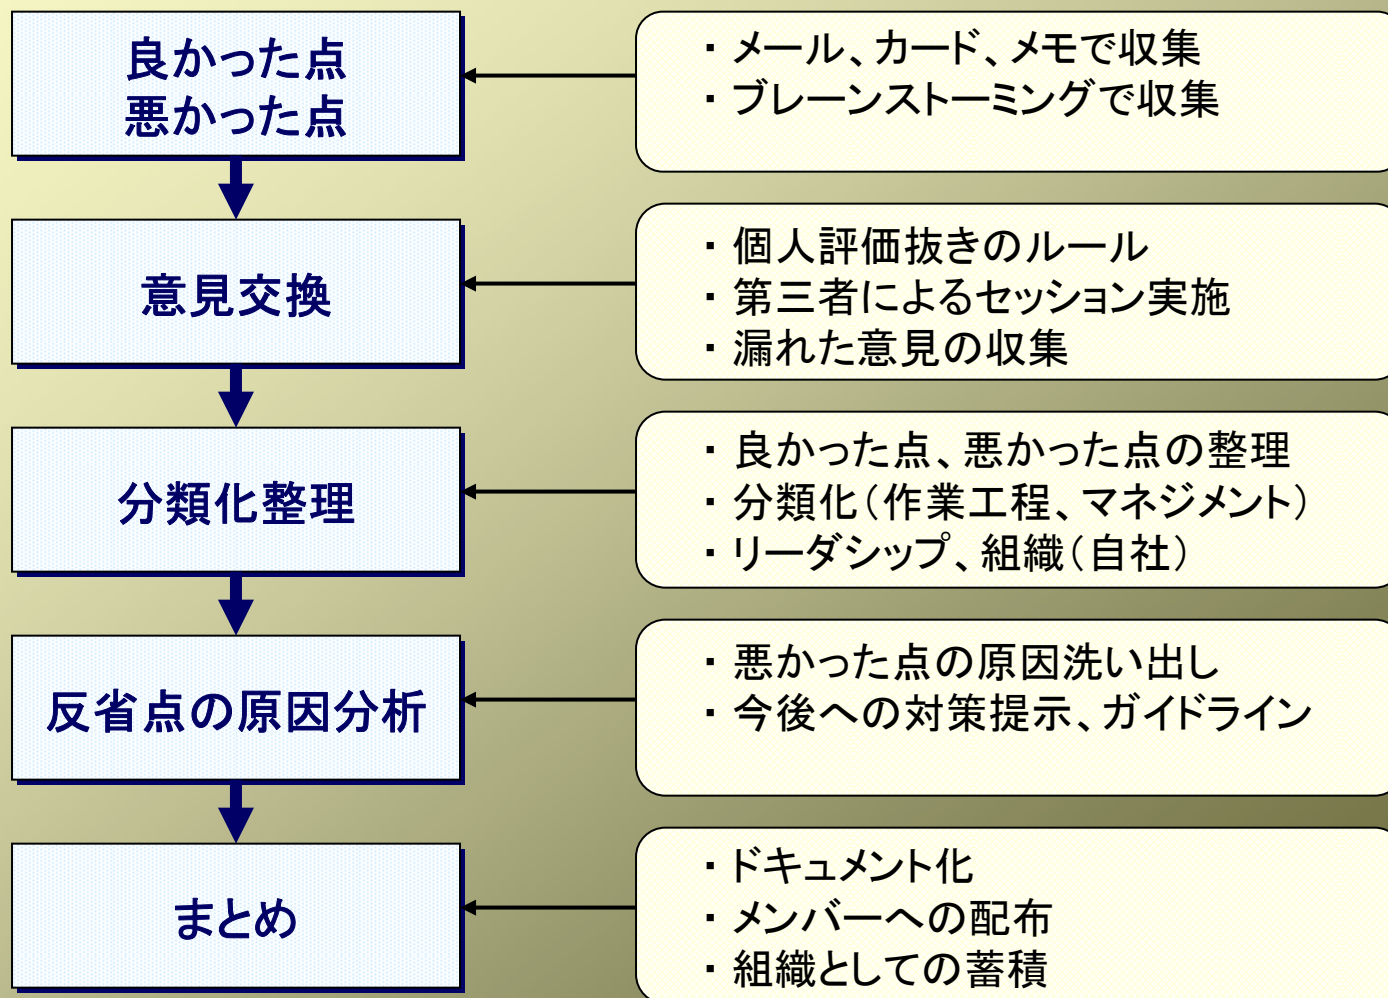 良かった点
悪かった点
・メール、カード、メモで収集
・ブレーンストーミングで収集
意見交換
・個人評価抜きのルール
・第三者によるセッション実施
・漏れた意見の収集
分類化整理
・良かった点、悪かった点の整理
・分類化（作業工程、マネジメント）
・リーダシップ、組織（自社）
反省点の原因分析
・悪かった点の原因洗い出し
・今後への対策提示、ガイドライン
まとめ
・ドキュメント化
・メンバーへの配布
・組織としての蓄積